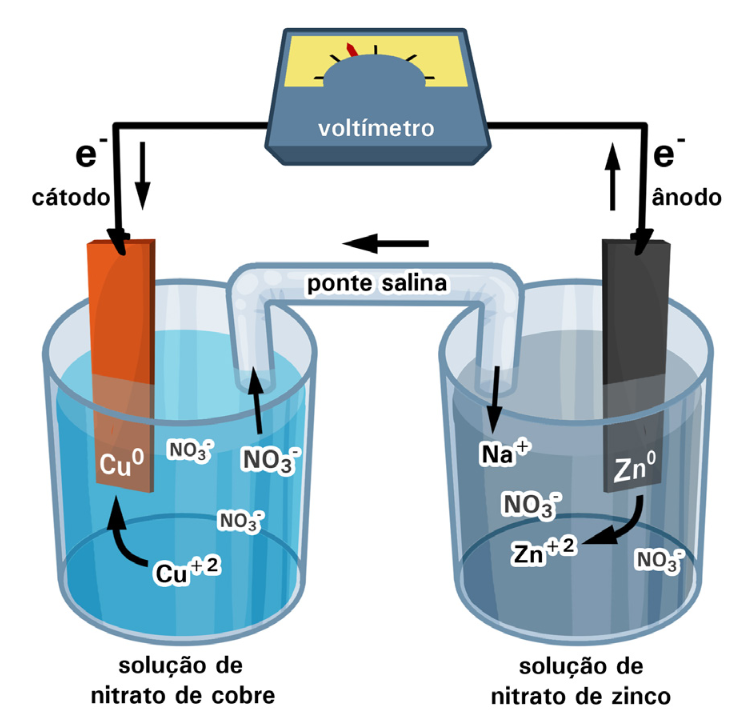 voltímetro
e-
cátodo
e-
ânodo
ponte salina
Cu0
NO3-
NO3-
NO3-
Cu+2
Na+
Zn0
NO3-
Zn+2
NO3-
solução de
nitrato de cobre
solução de
nitrato de zinco